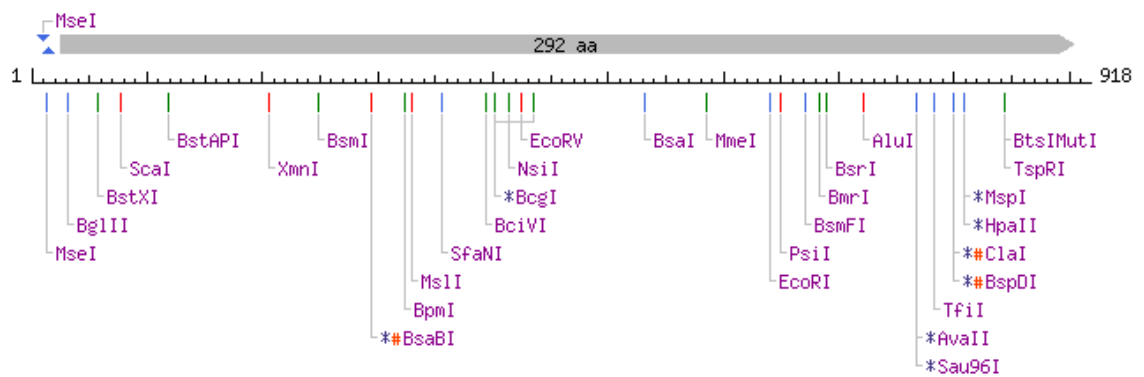 MseI
292 aa
1 918
EcoRV BsaI MmeI AluI BtsIMutI
BstAPI BsmI
ScaI XmnI NsiI BsrI TspRI
BstXI *BcgI BmrI *MspI
BglII BciVI BsmFI *HpaII
MseI SfaNI PsiI *#ClaI
MslI EcoRI *#BspDI
BpmI TfiI
*#BsaBI *AvaII
*Sau96I